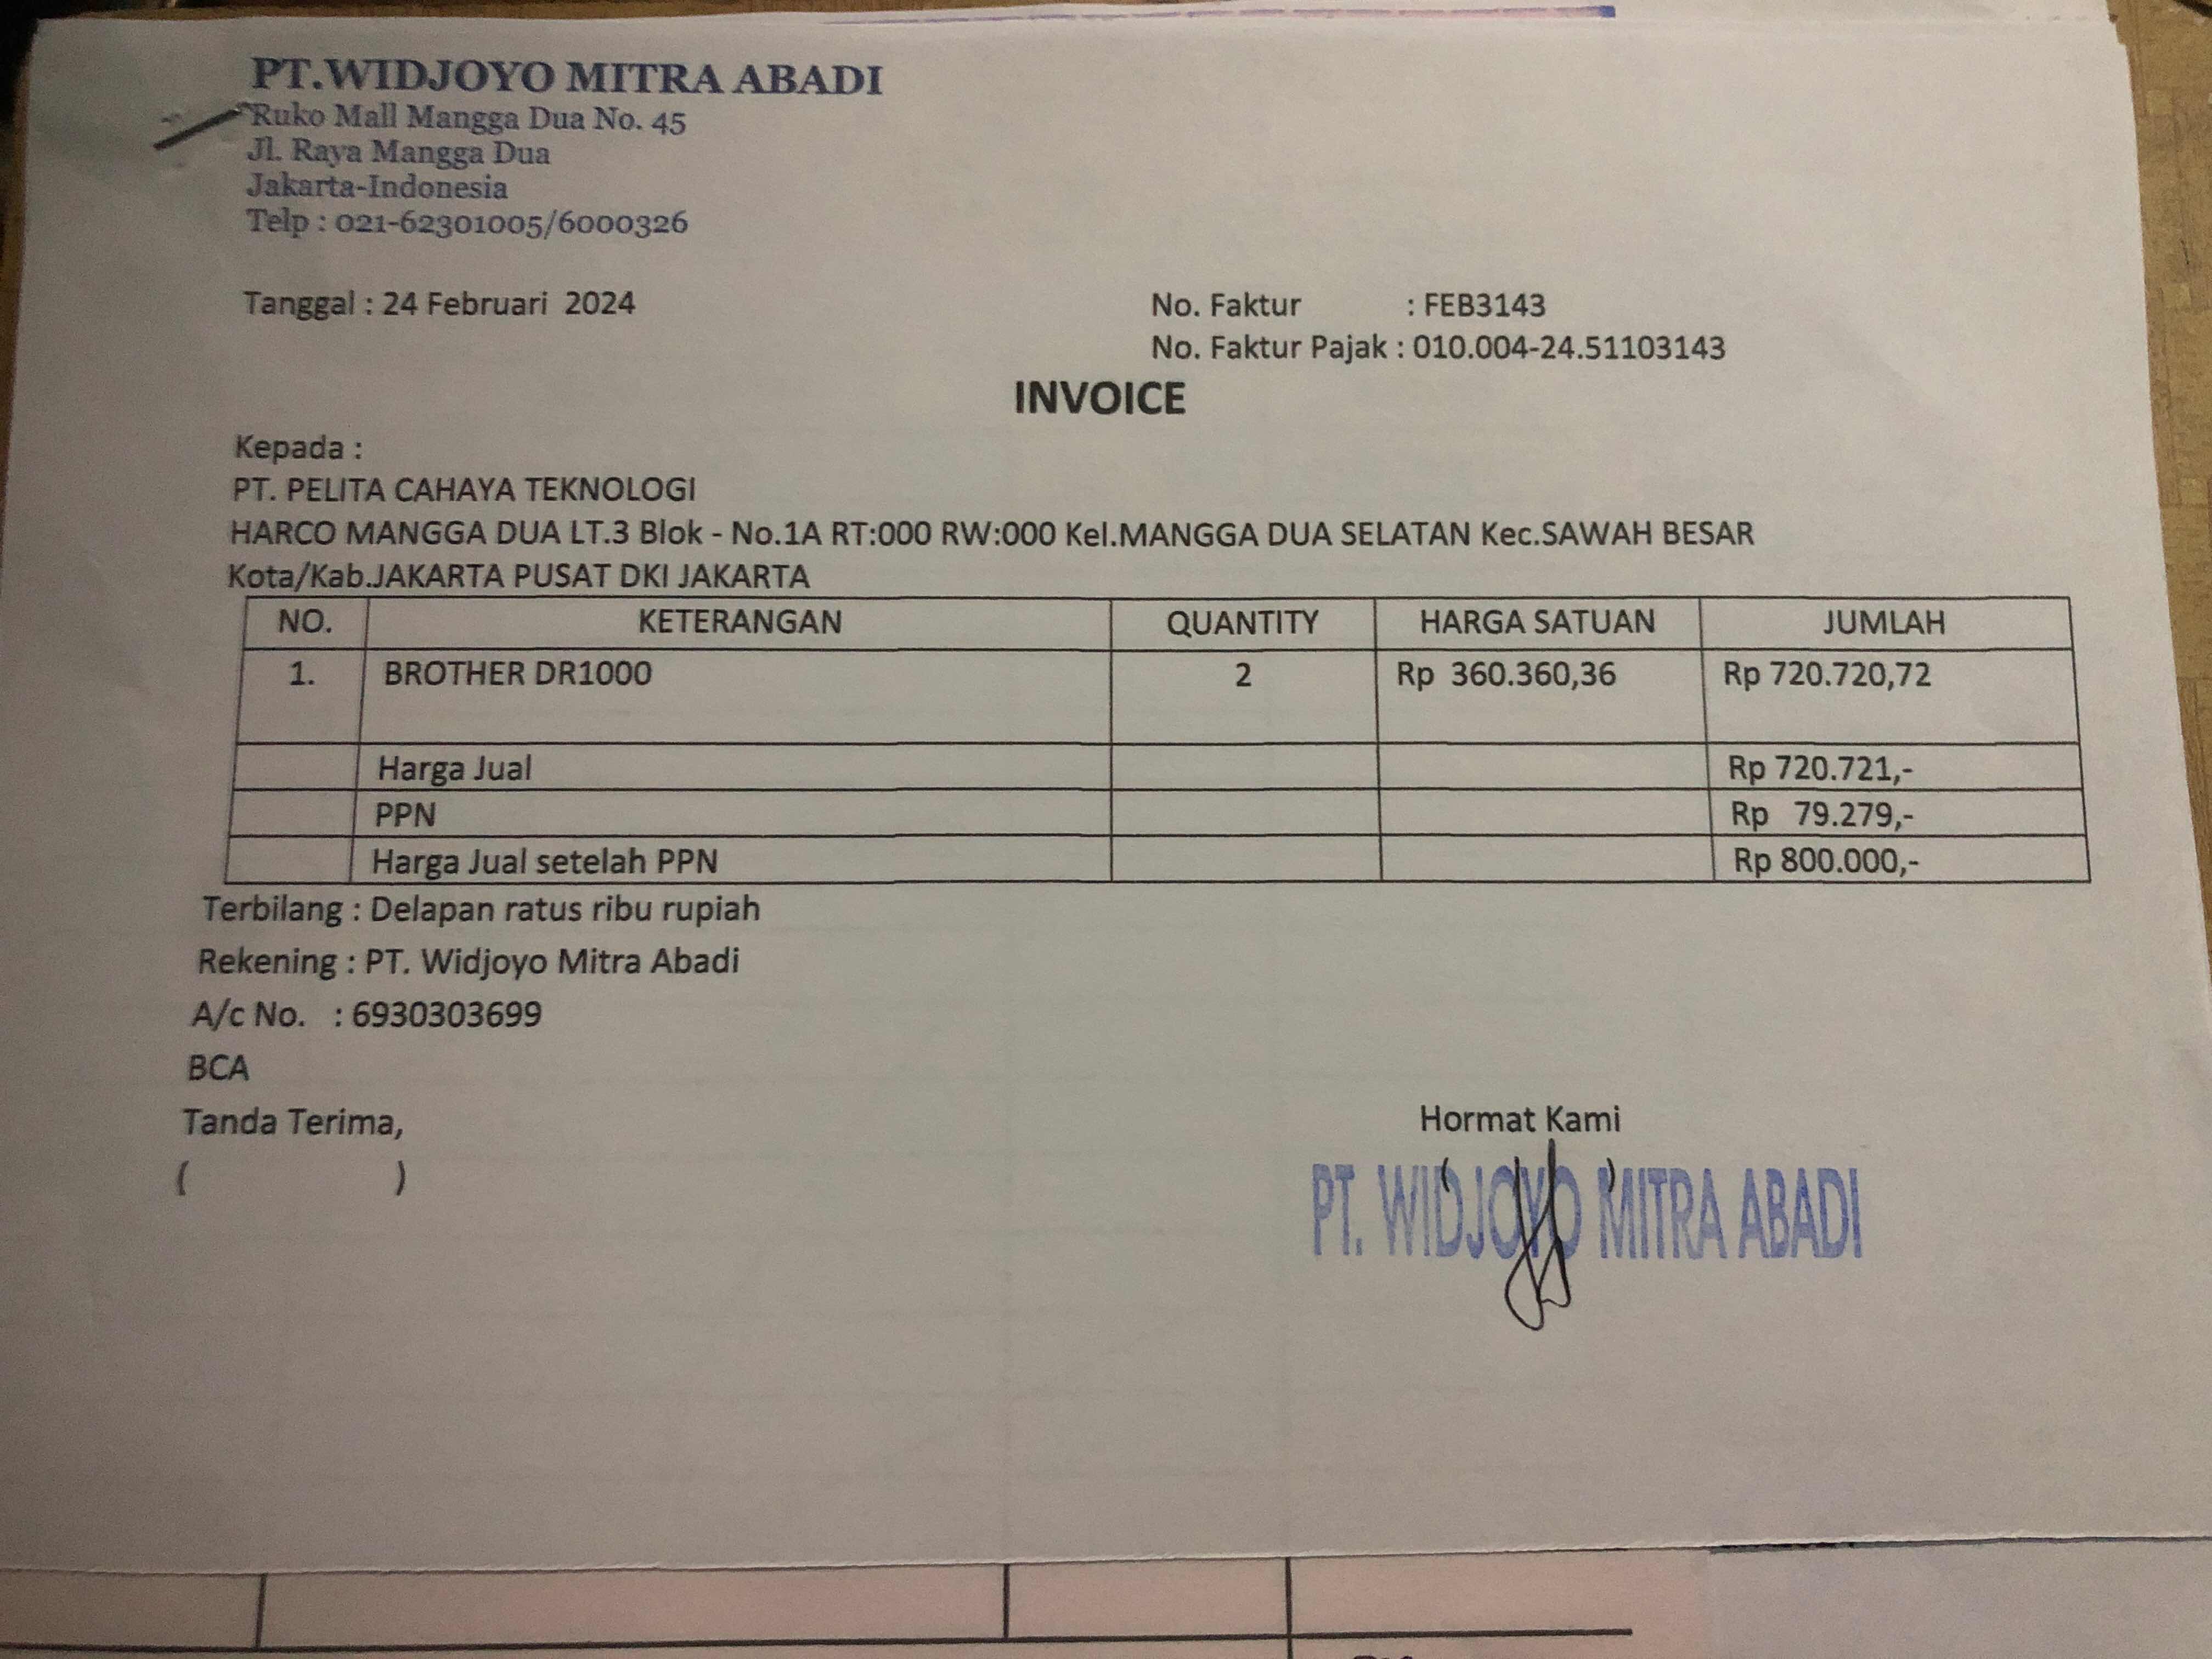 PT.WIDJOYO MITRA ABADI
Ruko Mall Mangga Dua No. 45
Jl. Raya Mangga Dua
Jakarta-Indonesia
Telp : 021-62301005/6000326
Tanggal : 24 Februari 2024
No. Faktur : FEB3143
No. Faktur Pajak : 010.004-24.51103143
INVOICE
Kepada :
PT. PELITA CAHAYA TEKNOLOGI
HARCO MANGGA DUA LT.3 Blok - No.1A RT:000 RW:000 Kel.MANGGA DUA SELATAN Kec.SAWAH BESAR
Kota/Kab.JAKARTA PUSAT DKI JAKARTA
NO. KETERANGAN QUANTITY HARGA SATUAN JUMLAH
1. BROTHER DR1000 2 Rp 360.360,36 Rp 720.720,72
Harga Jual Rp 720.721,-
PPN Rp 79.279,-
Harga Jual setelah PPN Rp 800.000,-
Terbilang : Delapan ratus ribu rupiah
Rekening : PT. Widjoyo Mitra Abadi
A/c No. : 6930303699
BCA
Tanda Terima,
( )
Hormat Kami
( )
PT. WIDJOYO MITRA ABADI